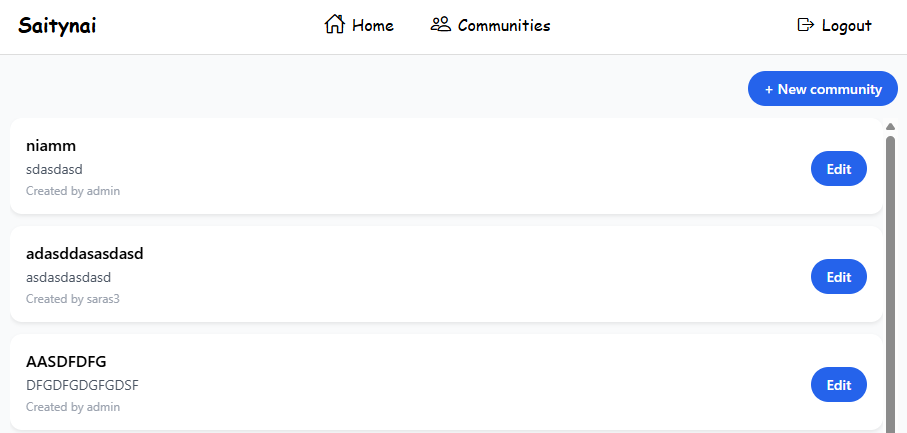 Saitynai Home Communities Logout
+ New community
niamm
sdasdasd
Created by admin
Edit
adasddasasdasd
asdasdasdasd
Created by saras3
Edit
AASDFDFG
DFGDFGDGFGDSF
Created by admin
Edit